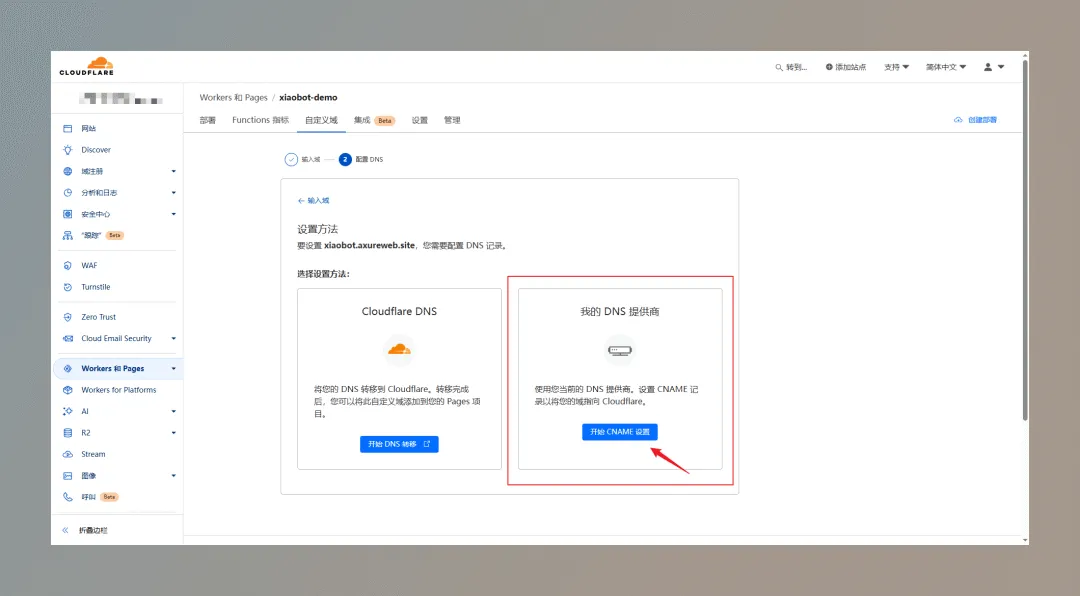 CLOUDFLARE
转到...
添加站点
支持
简体中文
网站
Discover
域注册
分析和日志
安全中心
“跟踪” Beta
WAF
Turnstile
Zero Trust
Cloud Email Security
Workers 和 Pages
Workers for Platforms
AI
R2
Stream
图像
呼叫 Beta
折叠边栏
Workers 和 Pages / xiaobot-demo
部署 Functions 指标 自定义域 集成 Beta 设置 管理
创建部署
输入域 2 配置 DNS
← 输入域
设置方法
要设置 xiaobot.axureweb.site，您需要配置 DNS 记录。
选择设置方法：
Cloudflare DNS
将您的 DNS 转移到 Cloudflare。转移完成
后，您可以将此自定义域添加到您的 Pages 项
目。
开始 DNS 转移
我的 DNS 提供商
使用您当前的 DNS 提供商。设置 CNAME 记
录以将您的域指向 Cloudflare。
开始 CNAME 设置